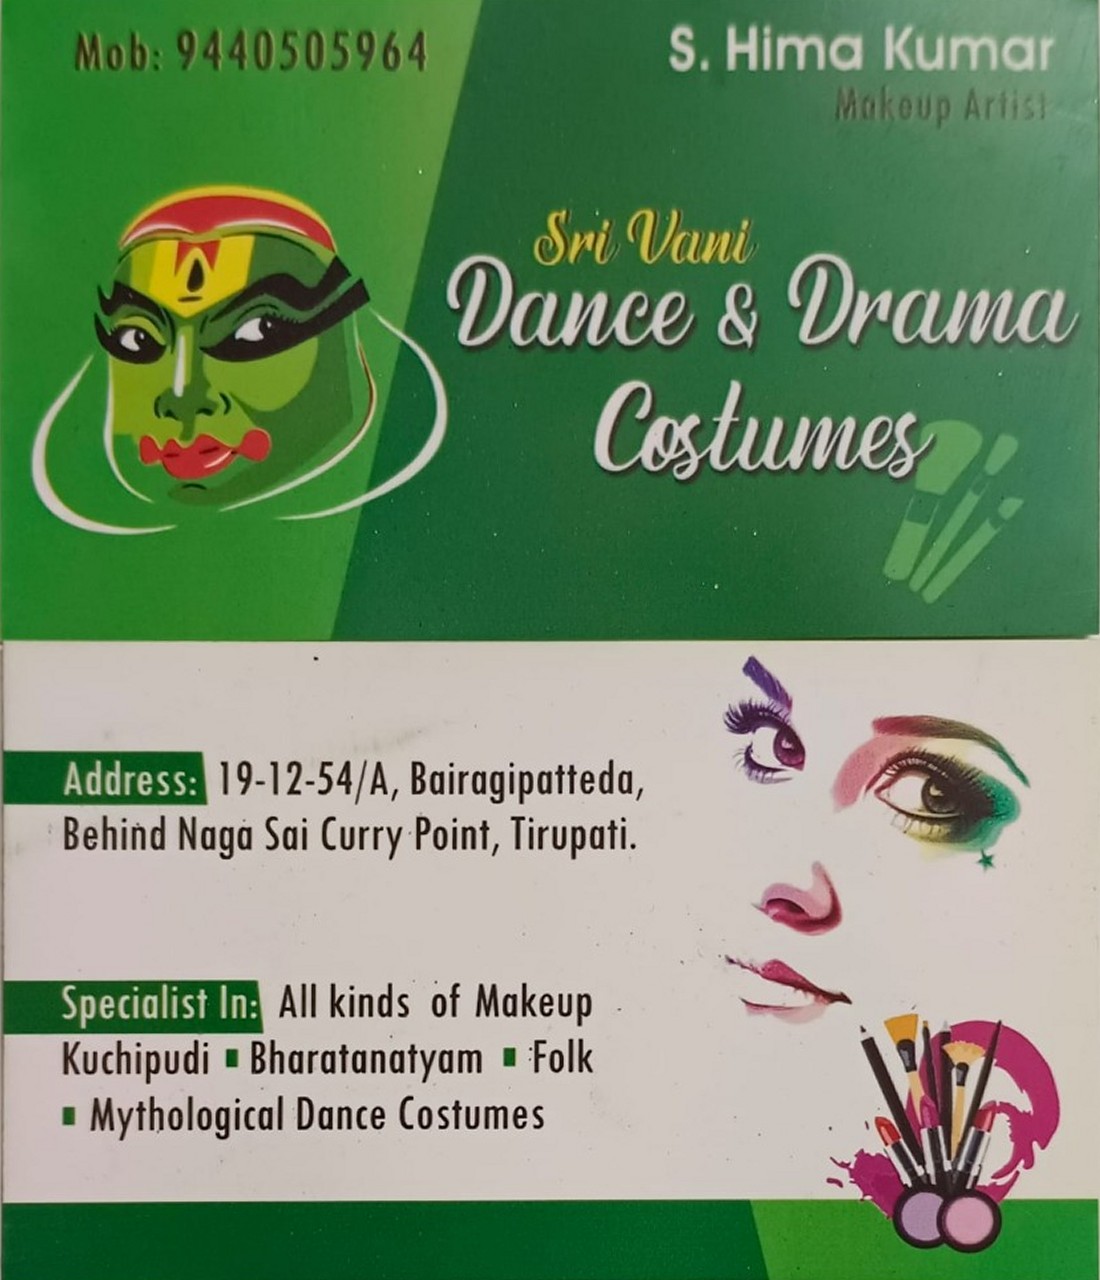 Mob: 9440505964
S. Hima Kumar
Makeup Artist
Sri Vani
Dance & Drama
Costumes
Address: 19-12-54/A, Bairagipatteda,
Behind Naga Sai Curry Point, Tirupati.
Specialist In: All kinds of Makeup
Kuchipudi ▪ Bharatanatyam ▪ Folk
▪ Mythological Dance Costumes